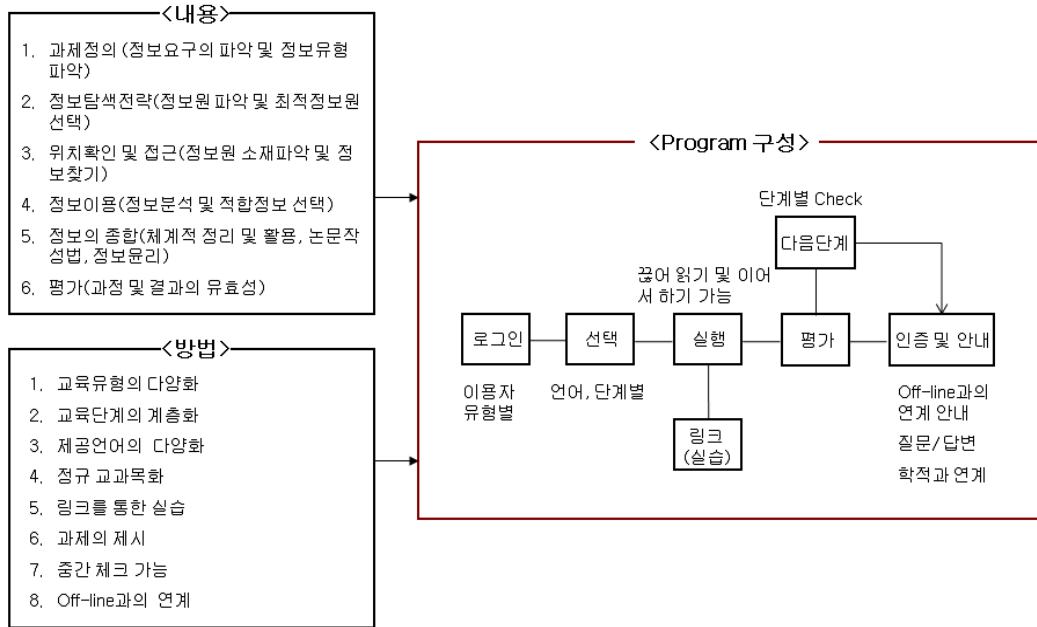 <내용>
1. 과제정의 (정보요구의 파악 및 정보유형
파악)
2. 정보탐색전략(정보원 파악 및 최적정보원
선택)
3. 위치확인 및 접근(정보원 소재파악 및 정
보찾기)
4. 정보이용(정보분석 및 적합정보 선택)
5. 정보의 종합(체계적 정리 및 활용, 논문작
성법, 정보윤리)
6. 평가(과정 및 결과의 유효성)
<방법>
1. 교육유형의 다양화
2. 교육단계의 계층화
3. 제공언어의 다양화
4. 정규 교과목화
5. 링크를 통한 실습
6. 과제의 제시
7. 중간 체크 가능
8. Off-line과의 연계
<Program 구성>
단계별 Check
다음단계
끊어 읽기 및 이어
서 하기 가능
로그인
선택
실행
평가
인증 및 안내
이용자
유형별
언어, 단계별
링크
(실습)
Off-line과의
연계 안내
질문/답변
학적과 연계